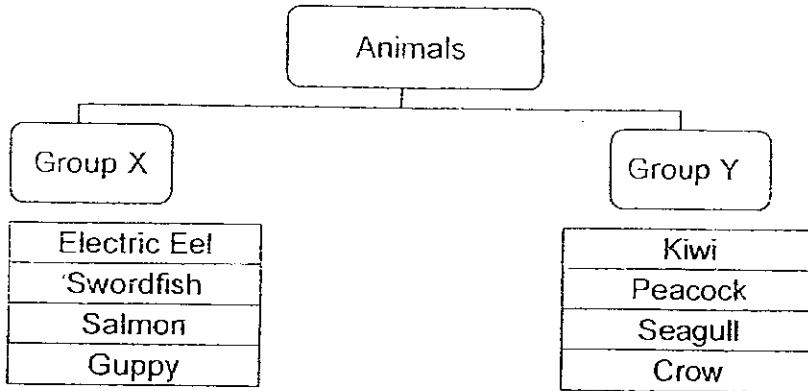 Animals
Group X
Group Y
Electric Eel
Swordfish
Salmon
Guppy
Kiwi
Peacock
Seagull
Crow